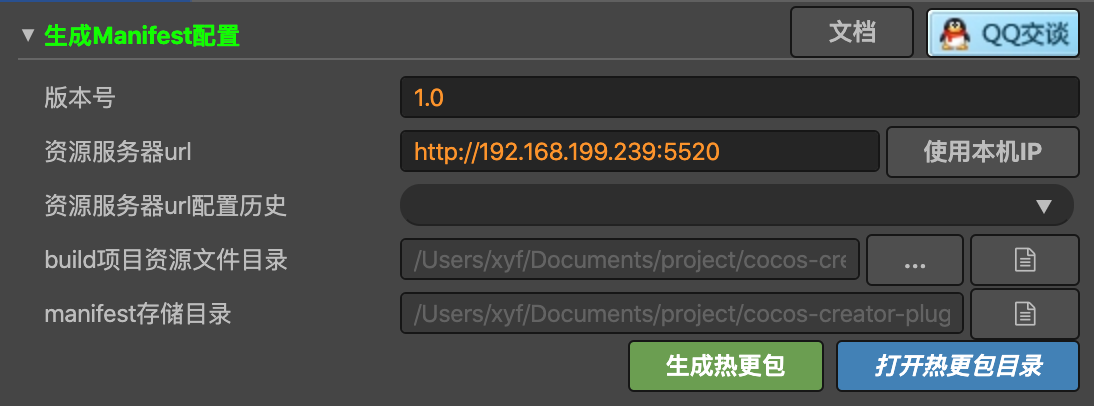 ▼ 生成Manifest配置 文档 QQ交谈
版本号 1.0
资源服务器url http://192.168.199.239:5520 使用本机IP
资源服务器url配置历史 ▼
build项目资源文件目录 /Users/xyf/Documents/project/cocos-cre ...
manifest存储目录 /Users/xyf/Documents/project/cocos-creator-plug
生成热更包 打开热更包目录